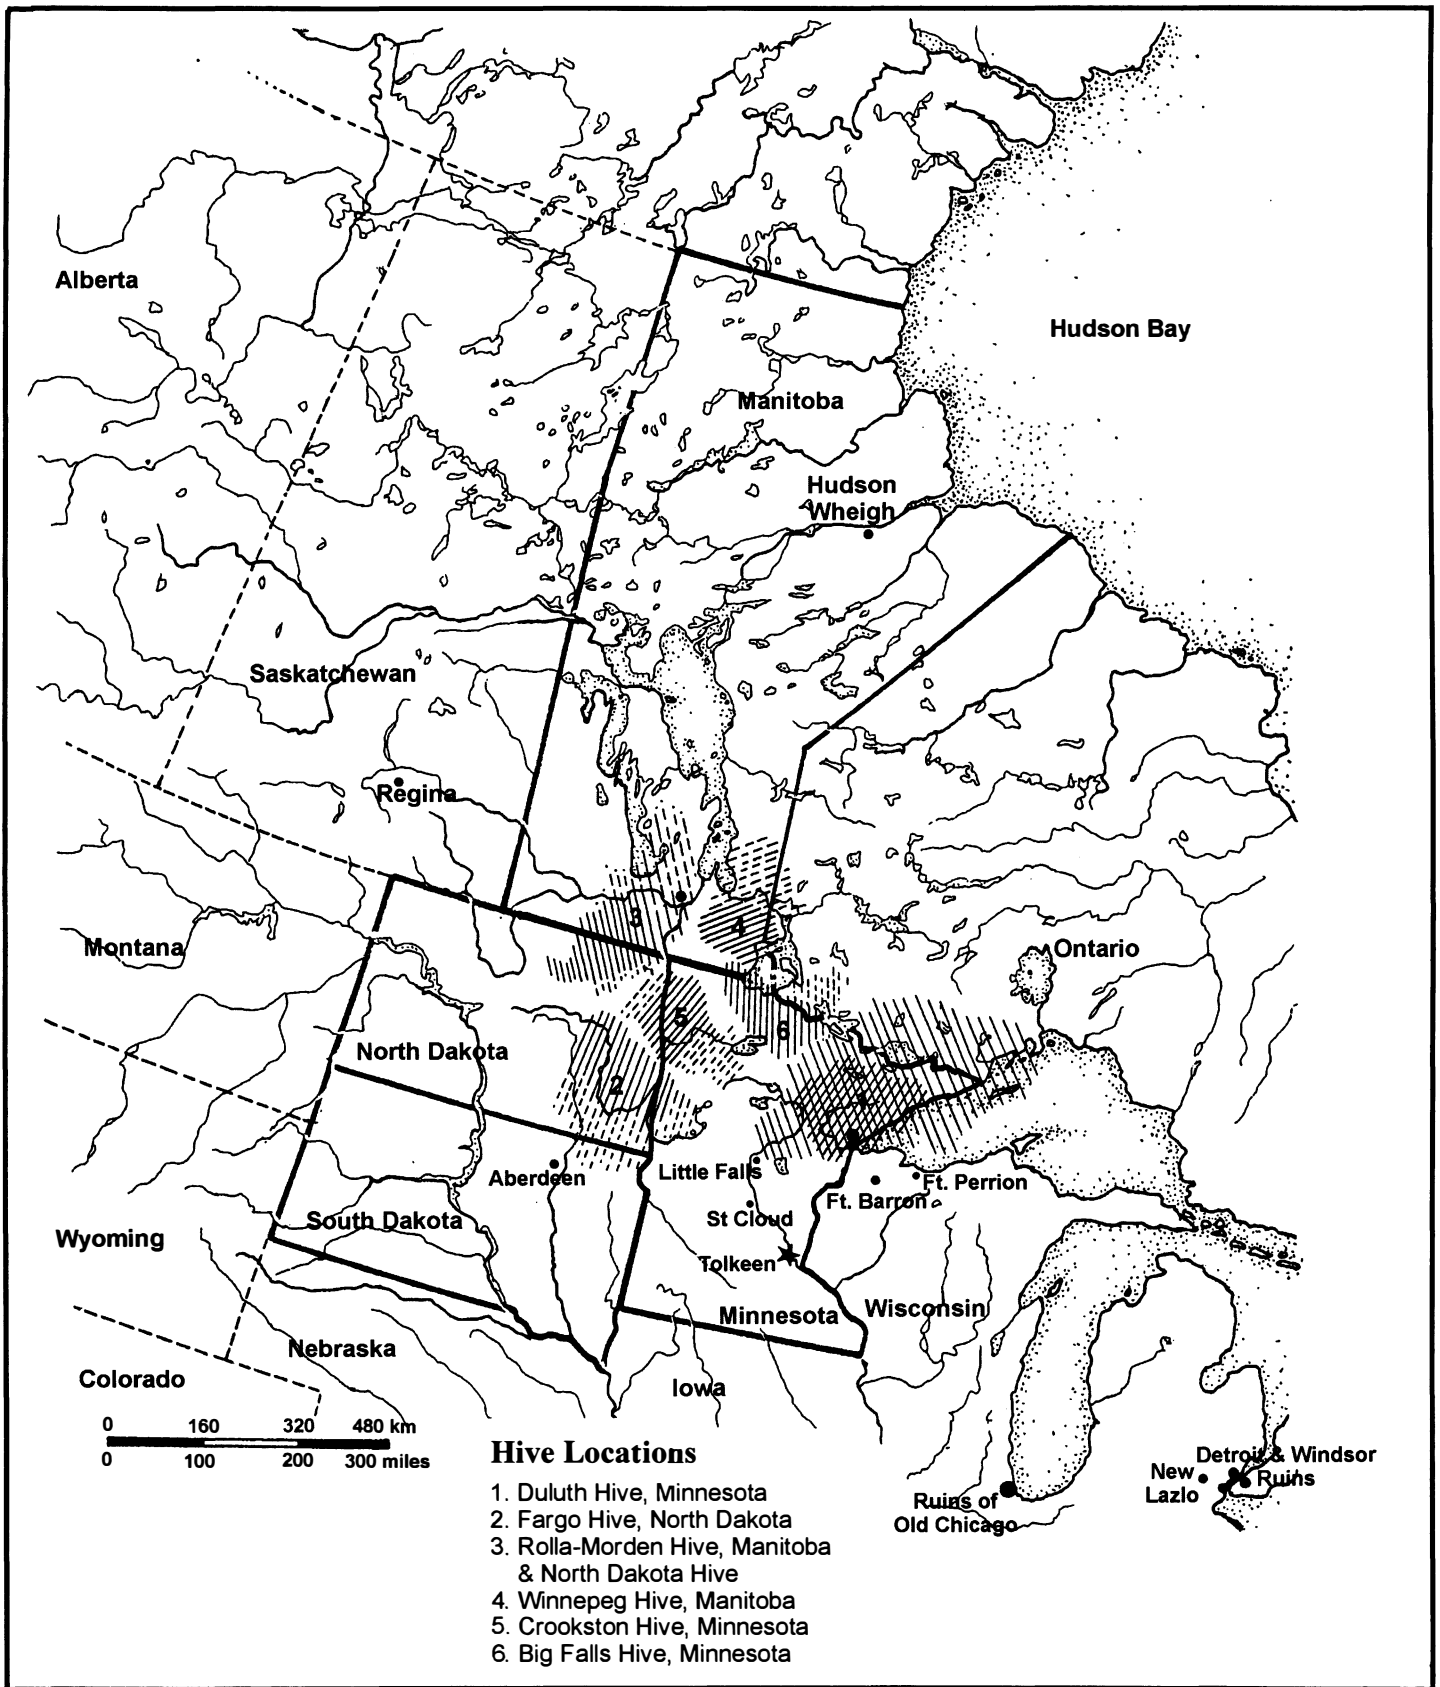 Alberta
Hudson Bay
Manitoba
Hudson
Wheigh
Saskatchewan
Regina
3
4
Montana
Ontario
5
6
North Dakota
2
1
Little Falls
Aberdeen
Ft. Perrion
Ft. Barron
South Dakota
St Cloud
Wyoming
Tolkeen
Minnesota
Wisconsin
Nebraska
Colorado
Iowa
0 160 320 480 km
0 100 200 300 miles
Hive Locations
1. Duluth Hive, Minnesota
2. Fargo Hive, North Dakota
3. Rolla-Morden Hive, Manitoba
& North Dakota Hive
4. Winnepeg Hive, Manitoba
5. Crookston Hive, Minnesota
6. Big Falls Hive, Minnesota
Ruins of
Old Chicago
New
Lazlo
Detroit & Windsor
Ruins